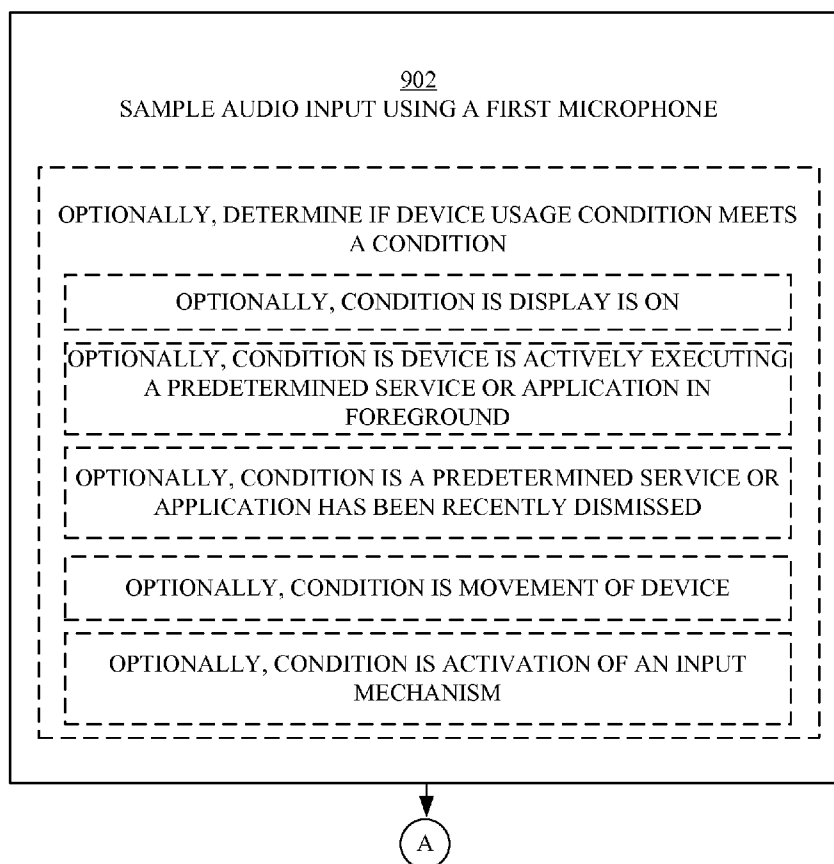 902
SAMPLE AUDIO INPUT USING A FIRST MICROPHONE
OPTIONALLY, DETERMINE IF DEVICE USAGE CONDITION MEETS
A CONDITION
OPTIONALLY, CONDITION IS DISPLAY IS ON
OPTIONALLY, CONDITION IS DEVICE IS ACTIVELY EXECUTING
A PREDETERMINED SERVICE OR APPLICATION IN
FOREGROUND
OPTIONALLY, CONDITION IS A PREDETERMINED SERVICE OR
APPLICATION HAS BEEN RECENTLY DISMISSED
OPTIONALLY, CONDITION IS MOVEMENT OF DEVICE
OPTIONALLY, CONDITION IS ACTIVATION OF AN INPUT
MECHANISM
A